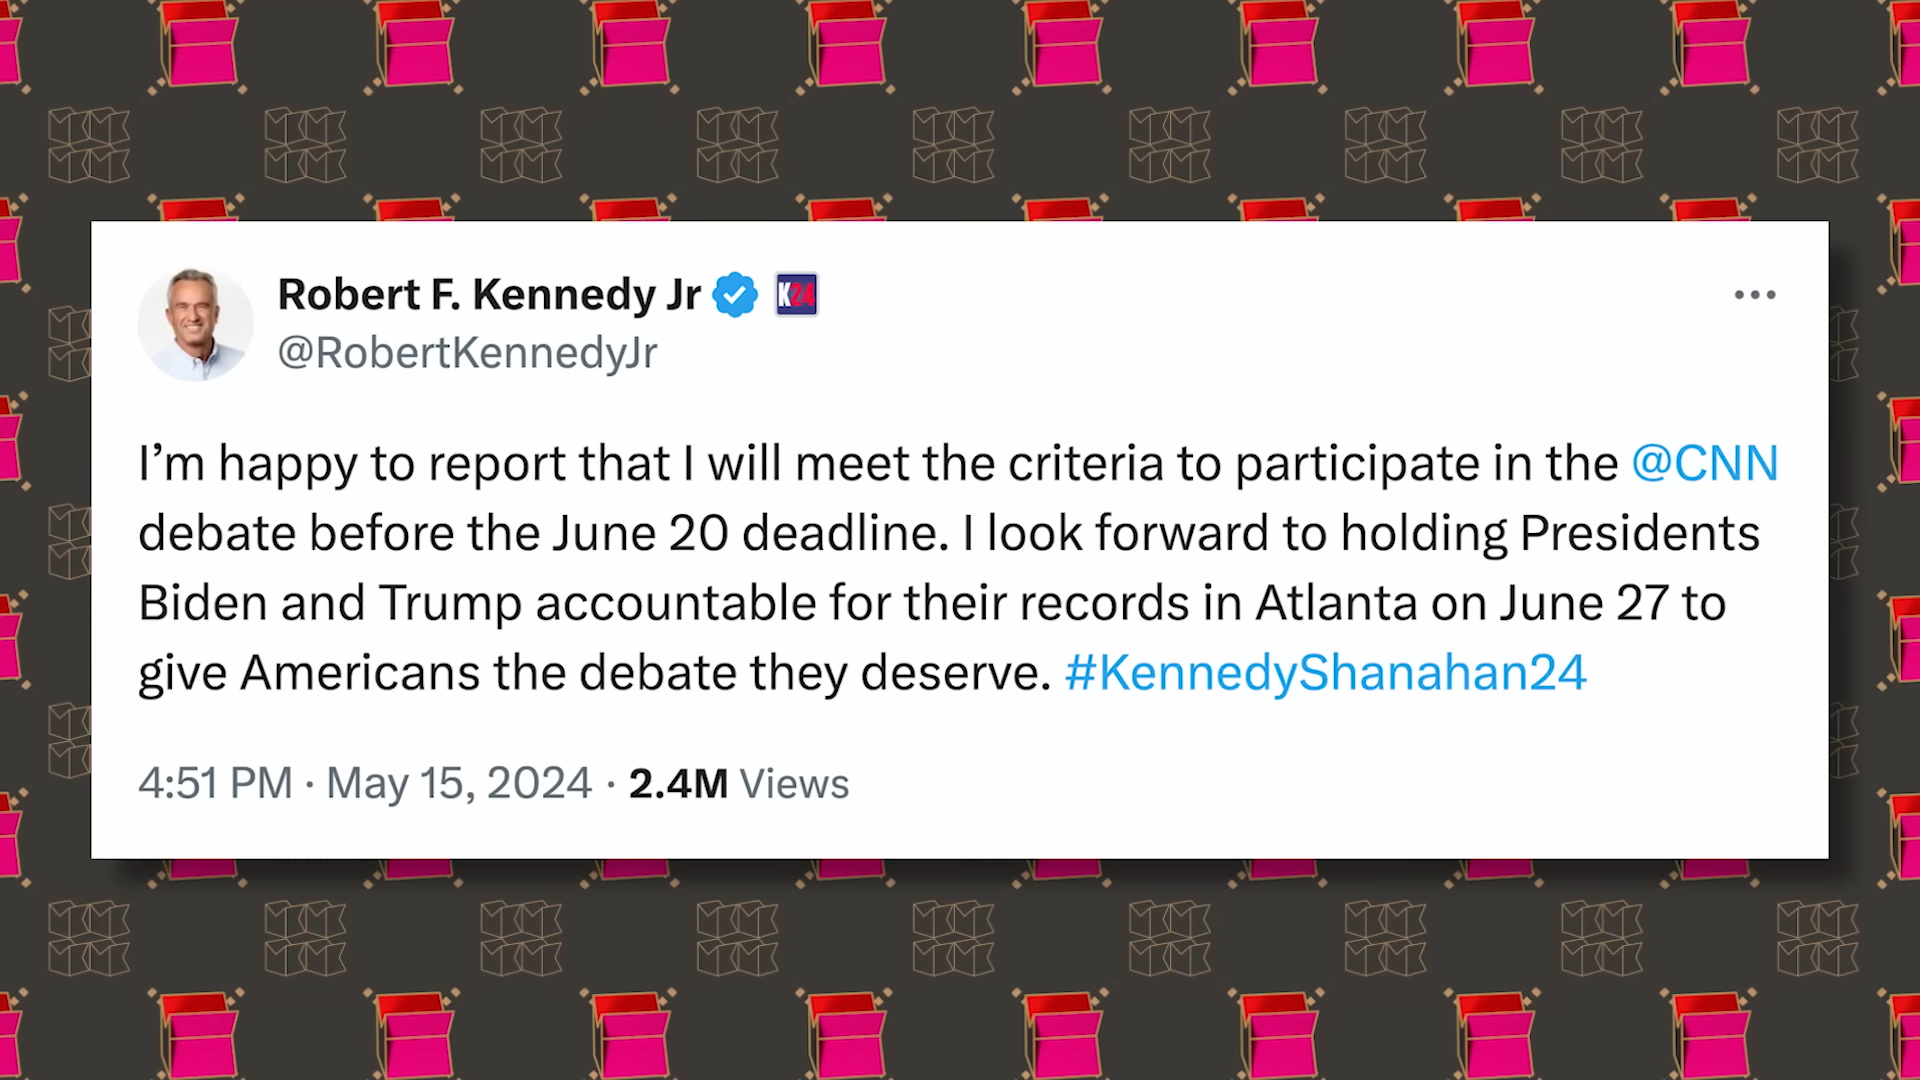 Robert F. Kennedy Jr K24
@RobertKennedyJr
I’m happy to report that I will meet the criteria to participate in the @CNN
debate before the June 20 deadline. I look forward to holding Presidents
Biden and Trump accountable for their records in Atlanta on June 27 to
give Americans the debate they deserve. #KennedyShanahan24
4:51 PM · May 15, 2024 · 2.4M Views